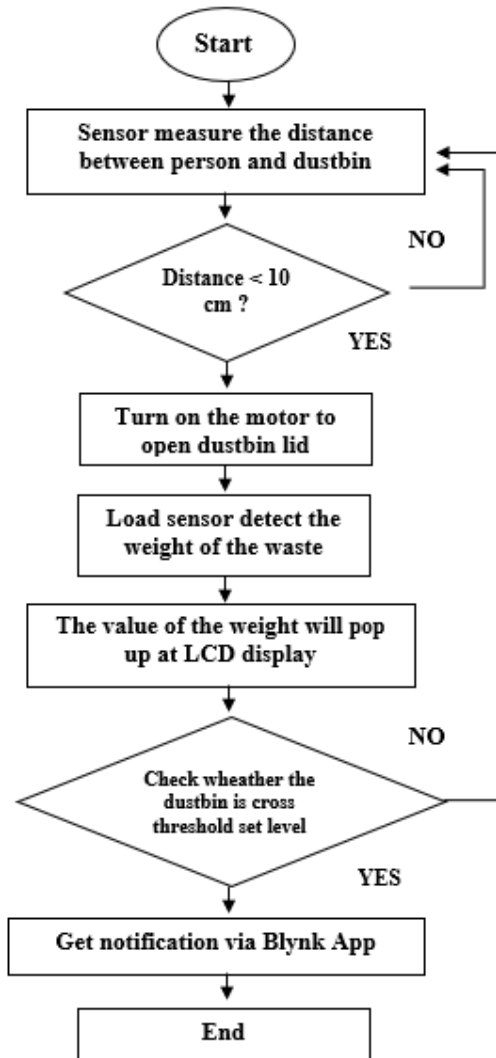 Start
Sensor measure the distance
between person and dustbin
NO
Distance < 10
cm ?
YES
Turn on the motor to
open dustbin lid
Load sensor detect the
weight of the waste
The value of the weight will pop
up at LCD display
NO
Check wheather the
dustbin is cross
threshold set level
YES
Get notification via Blynk App
End